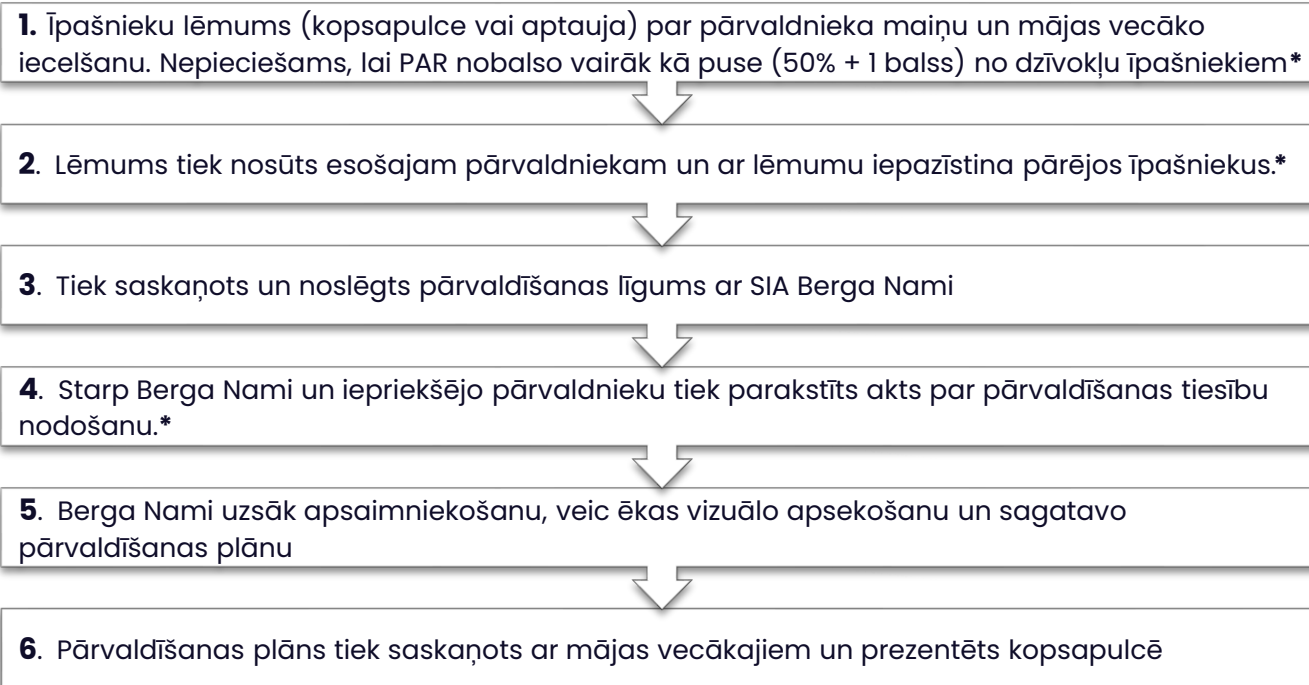 1. Īpašnieku lēmums (kopsapulce vai aptauja) par pārvaldnieka maiņu un mājas vecāko
iecelšanu. Nepieciešams, lai PAR nobalso vairāk kā puse (50% + 1 balss) no dzīvokļu īpašniekiem*
2. Lēmums tiek nosūts esošajam pārvaldniekam un ar lēmumu iepazīstina pārējos īpašniekus.*
3. Tiek saskaņots un noslēgts pārvaldīšanas līgums ar SIA Berga Nami
4. Starp Berga Nami un iepriekšējo pārvaldnieku tiek parakstīts akts par pārvaldīšanas tiesību
nodošanu.*
5. Berga Nami uzsāk apsaimniekošanu, veic ēkas vizuālo apsekošanu un sagatavo
pārvaldīšanas plānu
6. Pārvaldīšanas plāns tiek saskaņots ar mājas vecākajiem un prezentēts kopsapulcē